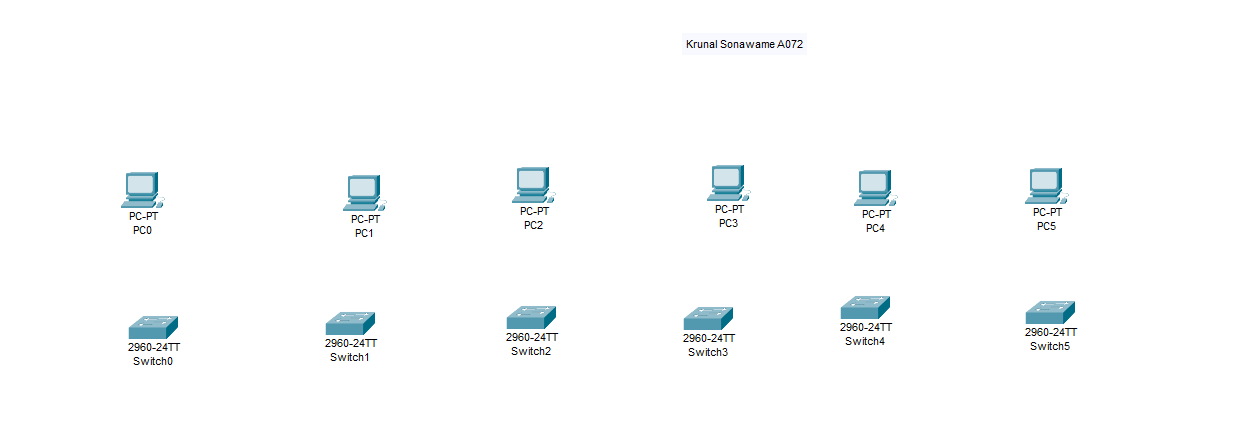 Krunal Sonawame A072
PC-PT
PC0
PC-PT
PC1
PC-PT
PC2
PC-PT
PC3
PC-PT
PC4
PC-PT
PC5
2960-24TT
Switch0
2960-24TT
Switch1
2960-24TT
Switch2
2960-24TT
Switch3
2960-24TT
Switch4
2960-24TT
Switch5